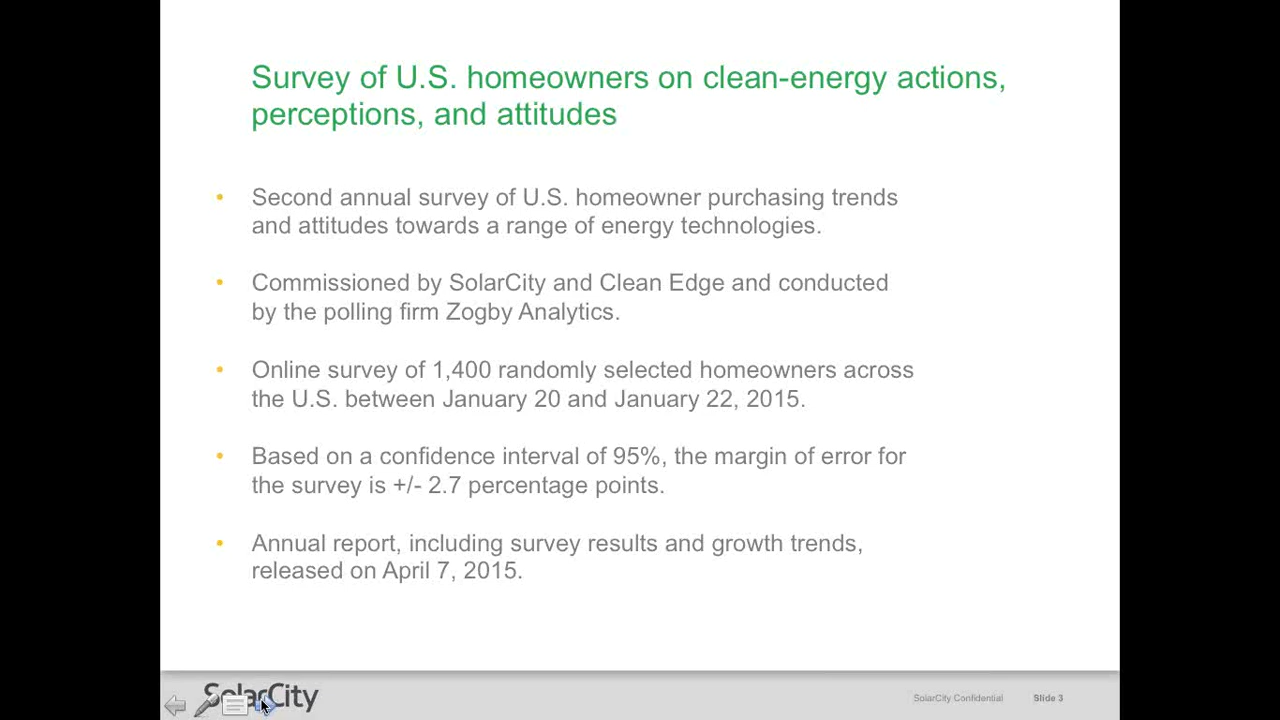 Survey of U.S. homeowners on clean-energy actions,
perceptions, and attitudes
• Second annual survey of U.S. homeowner purchasing trends
and attitudes towards a range of energy technologies.
• Commissioned by SolarCity and Clean Edge and conducted
by the polling firm Zogby Analytics.
• Online survey of 1,400 randomly selected homeowners across
the U.S. between January 20 and January 22, 2015.
• Based on a confidence interval of 95%, the margin of error for
the survey is +/- 2.7 percentage points.
• Annual report, including survey results and growth trends,
released on April 7, 2015.
SolarCity
SolarCity Confidential
Slide 3